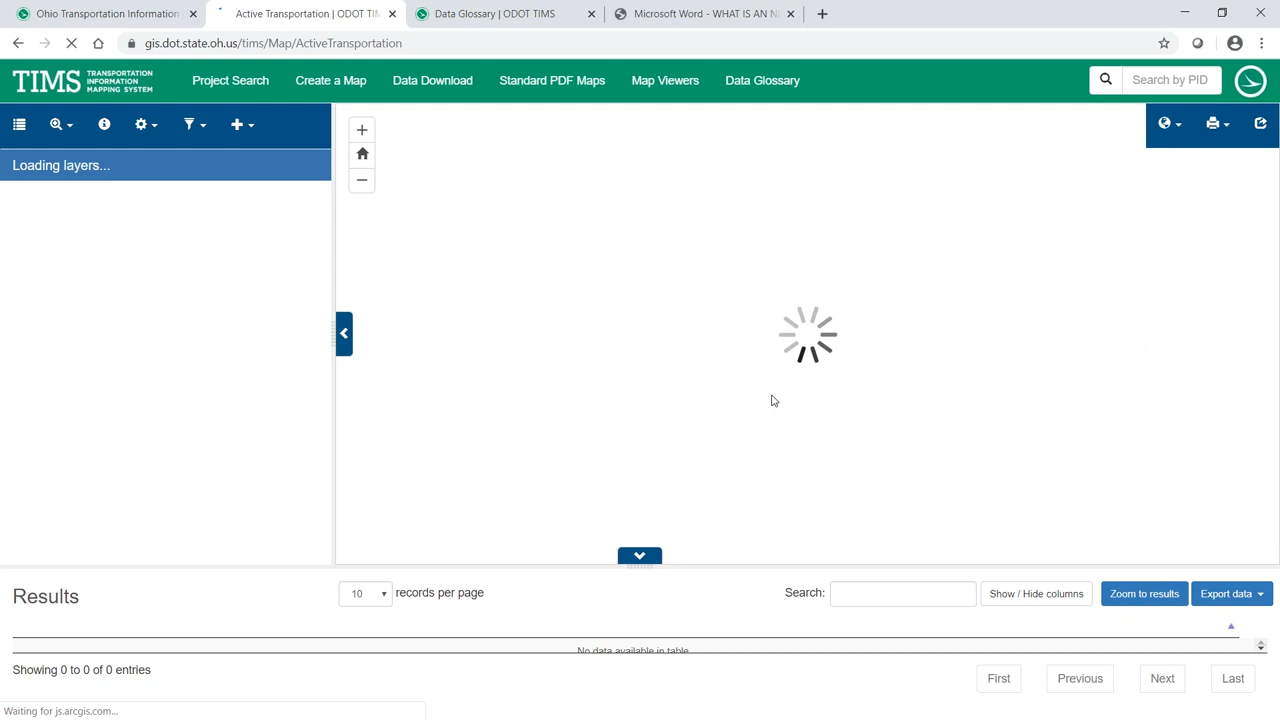 Ohio Transportation Information
Active Transportation | ODOT TIM
Data Glossary | ODOT TIMS
Microsoft Word - WHAT IS AN N
gis.dot.state.oh.us/tims/Map/ActiveTransportation
TIMS TRANSPORTATION
INFORMATION
MAPPING SYSTEM
Project Search
Create a Map
Data Download
Standard PDF Maps
Map Viewers
Data Glossary
Search by PID
Loading layers...
Results
10 records per page
Search:
Show / Hide columns
Zoom to results
Export data
No data available in table
Showing 0 to 0 of 0 entries
First
Previous
Next
Last
Waiting for js.arcgis.com...